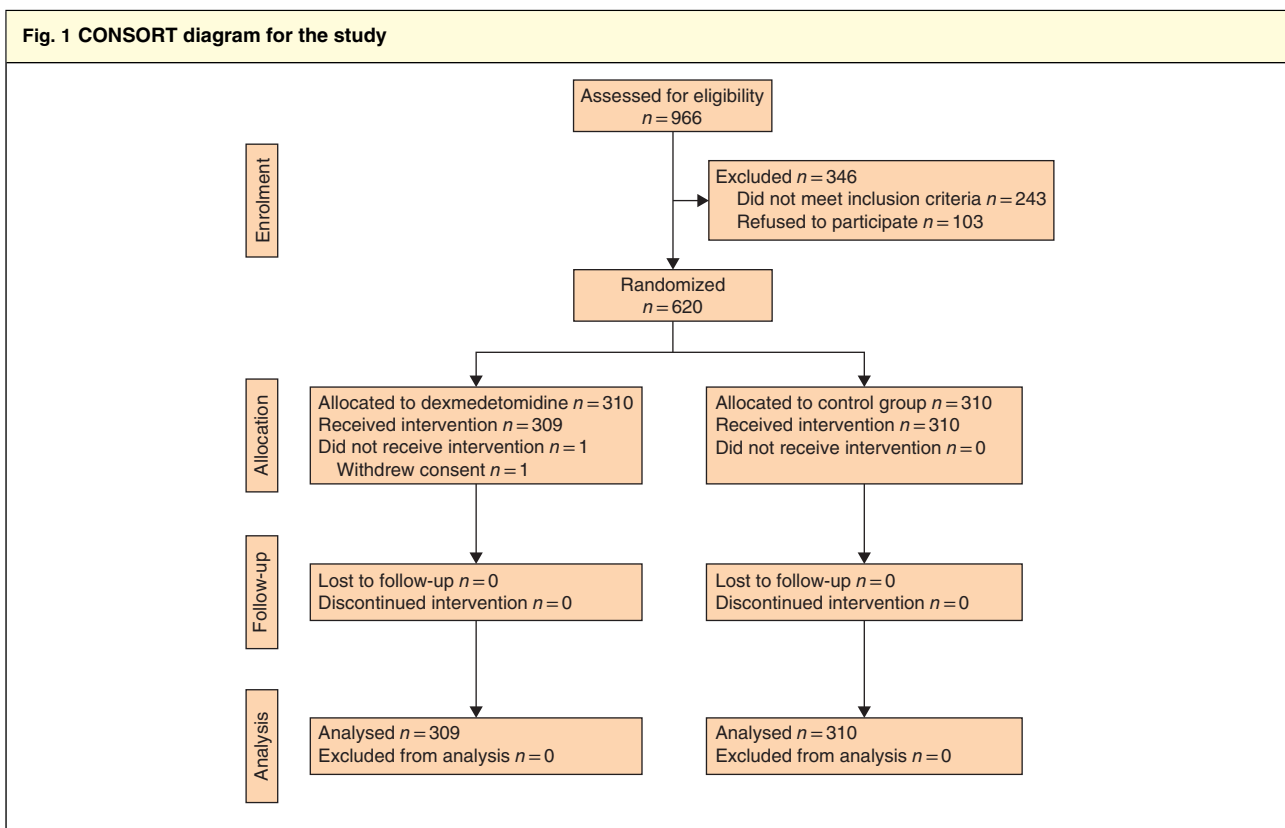 Fig. 1 CONSORT diagram for the study
Assessed for eligibility
n = 966
Enrolment
Excluded n = 346
Did not meet inclusion criteria n = 243
Refused to participate n = 103
Randomized
n = 620
Allocation
Allocated to dexmedetomidine n = 310
Received intervention n = 309
Did not receive intervention n = 1
Withdrew consent n = 1
Allocated to control group n = 310
Received intervention n = 310
Did not receive intervention n = 0
Follow-up
Lost to follow-up n = 0
Discontinued intervention n = 0
Lost to follow-up n = 0
Discontinued intervention n = 0
Analysis
Analysed n = 309
Excluded from analysis n = 0
Analysed n = 310
Excluded from analysis n = 0